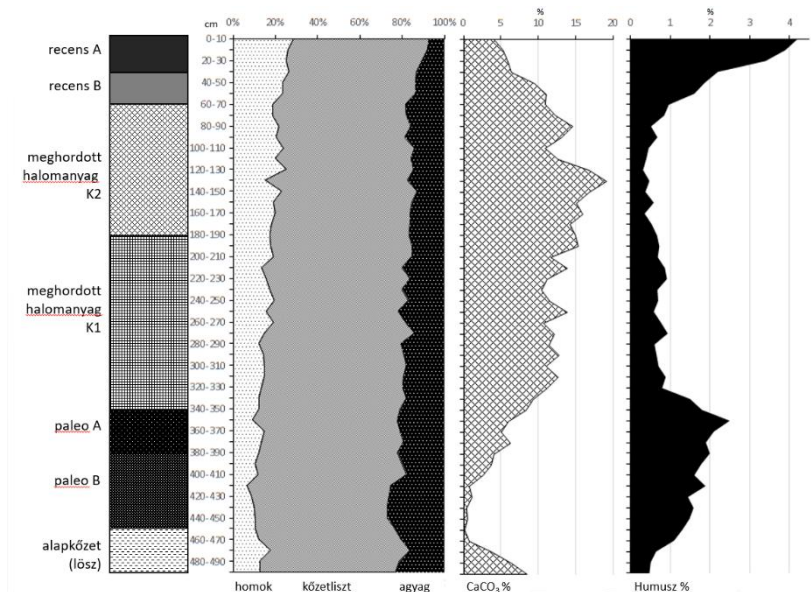 %
%
cm
0% 20% 40% 60% 80% 100%
0 5 10 15 20
0 1 2 3 4
recens A
recens B
meghordott
halomanyag
K2
meghordott
halomanyag
K1
paleo A
paleo B
alapkőzet
(lösz)
0-10
20-30
40-50
60-70
80-90
100-110
120-130
140-150
160-170
180-190
200-210
220-230
240-250
260-270
280-290
300-310
320-330
340-350
360-370
380-390
400-410
420-430
440-450
460-470
480-490
homok kőzetliszt agyag
CaCO₃ %
Humusz %